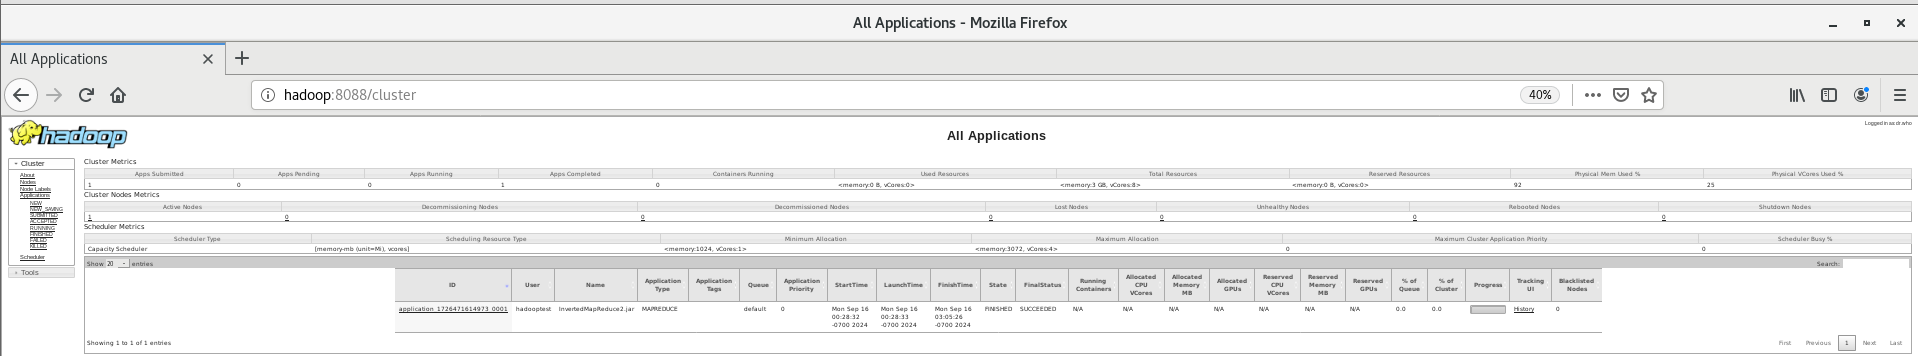 All Applications - Mozilla Firefox
All Applications
hadoop:8088/cluster 40%
hadoop All Applications Logged in as: dr.who
Cluster
About
Nodes
Node Labels
Applications
NEW
NEW_SAVING
SUBMITTED
ACCEPTED
RUNNING
FINISHED
FAILED
KILLED
Scheduler
Tools
Cluster Metrics
Apps Submitted Apps Pending Apps Running Apps Completed Containers Running Used Resources Total Resources Reserved Resources Physical Mem Used % Physical VCores Used %
1 0 0 1 0 <memory:0 B, vCores:0> <memory:3 GB, vCores:8> <memory:0 B, vCores:0> 92 25
Cluster Nodes Metrics
Active Nodes Decommissioning Nodes Decommissioned Nodes Lost Nodes Unhealthy Nodes Rebooted Nodes Shutdown Nodes
1 0 0 0 0 0 0
Scheduler Metrics
Scheduler Type Scheduling Resource Type Minimum Allocation Maximum Allocation Maximum Cluster Application Priority Scheduler Busy %
Capacity Scheduler [memory-mb (unit=Mi), vcores] <memory:1024, vCores:1> <memory:3072, vCores:4> 0 0
Show 20 entries Search:
ID User Name Application Type Application Tags Queue Application Priority StartTime LaunchTime FinishTime State FinalStatus Running Containers Allocated CPU VCores Allocated Memory MB Allocated GPUs Reserved CPU VCores Reserved Memory MB Reserved GPUs % of Queue % of Cluster Progress Tracking UI Blacklisted Nodes
application_1726471614973_0001 hadooptest InvertedMapReduce2.jar MAPREDUCE default 0 Mon Sep 16 00:28:32 -0700 2024 Mon Sep 16 00:28:33 -0700 2024 Mon Sep 16 03:05:26 -0700 2024 FINISHED SUCCEEDED N/A N/A N/A N/A N/A N/A N/A 0.0 0.0 History 0
Showing 1 to 1 of 1 entries First Previous 1 Next Last